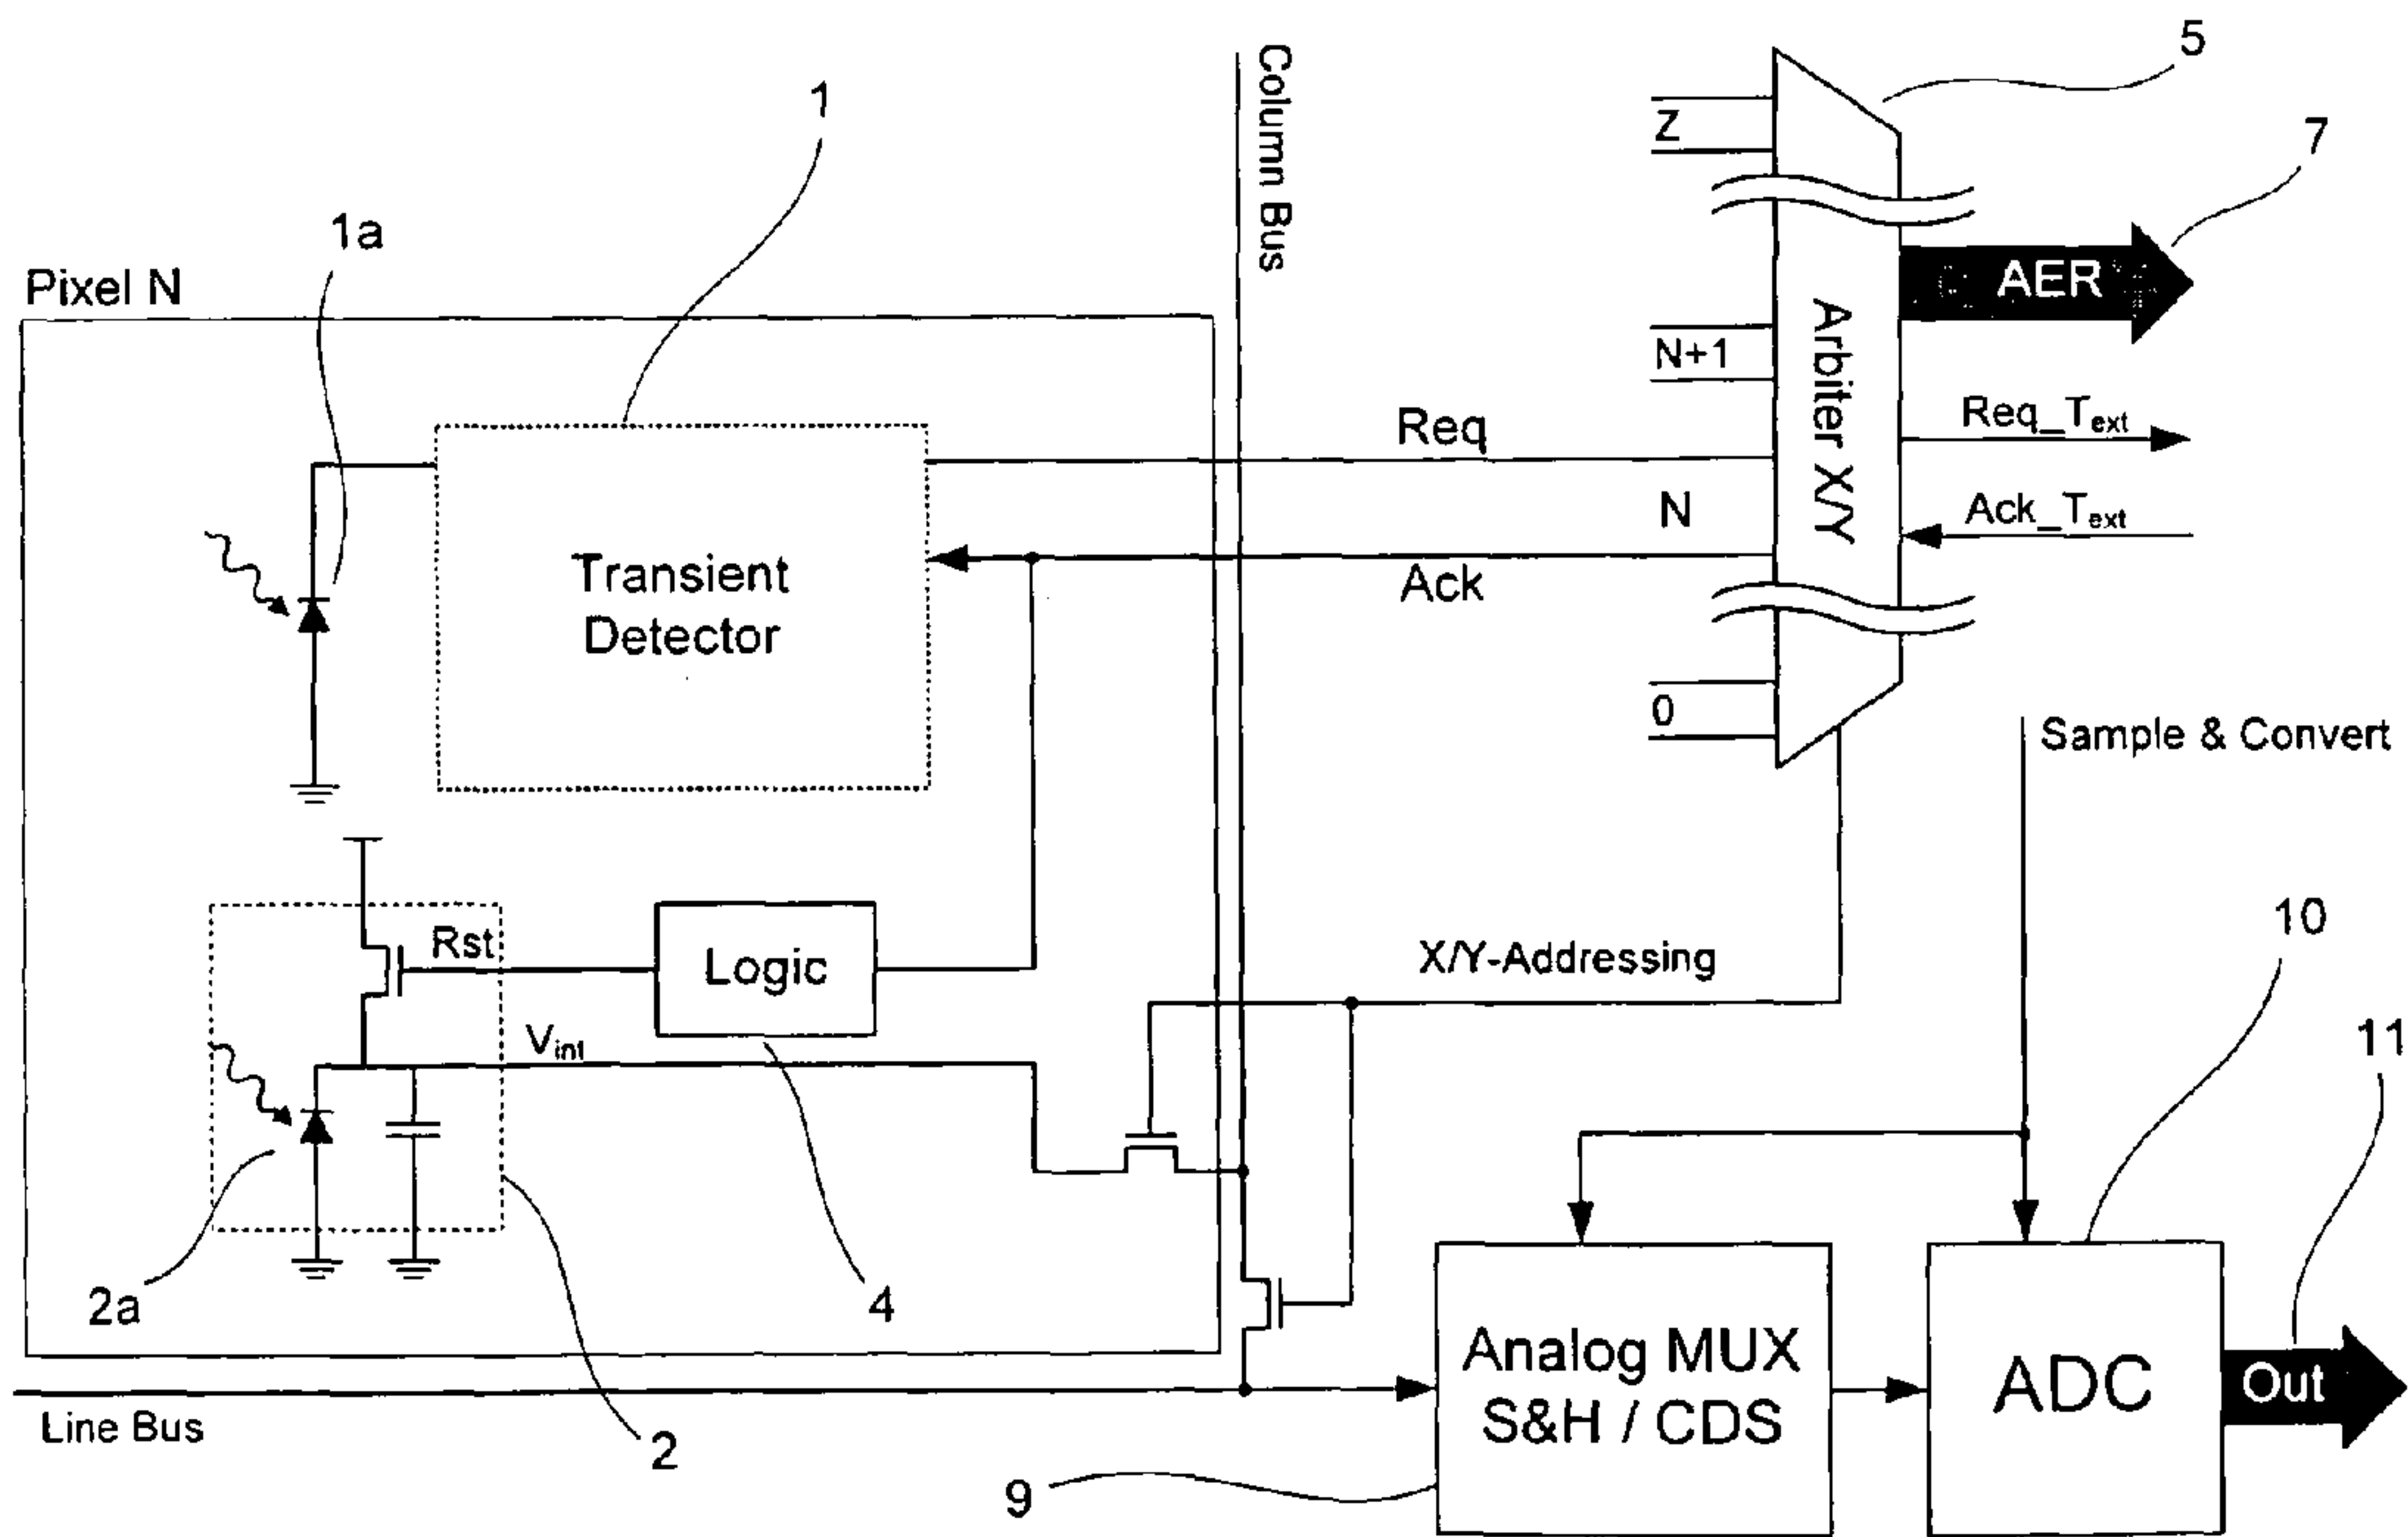 5
Column Bus
1
Z
7
1a
AER
Pixel N
Arbiter X/Y
N+1
Req
Req_Text
N
Ack_Text
Ack
Transient
Detector
0
Sample & Convert
10
Rst
Logic
X/Y-Addressing
Vint
11
2a
4
Analog MUX
S&H / CDS
ADC
Out
Line Bus
2
9